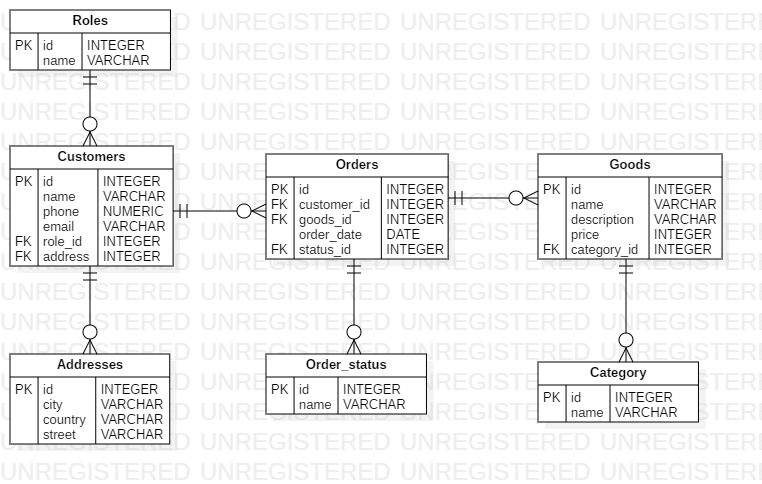 Roles
PK id INTEGER
name VARCHAR
Customers
PK id INTEGER
name VARCHAR
phone NUMERIC
email VARCHAR
FK role_id INTEGER
FK address INTEGER
Orders
PK id INTEGER
FK customer_id INTEGER
FK goods_id INTEGER
order_date DATE
FK status_id INTEGER
Goods
PK id INTEGER
name VARCHAR
description VARCHAR
price INTEGER
FK category_id INTEGER
Addresses
PK id INTEGER
city VARCHAR
country VARCHAR
street VARCHAR
Order_status
PK id INTEGER
name VARCHAR
Category
PK id INTEGER
name VARCHAR
UNREGISTERED